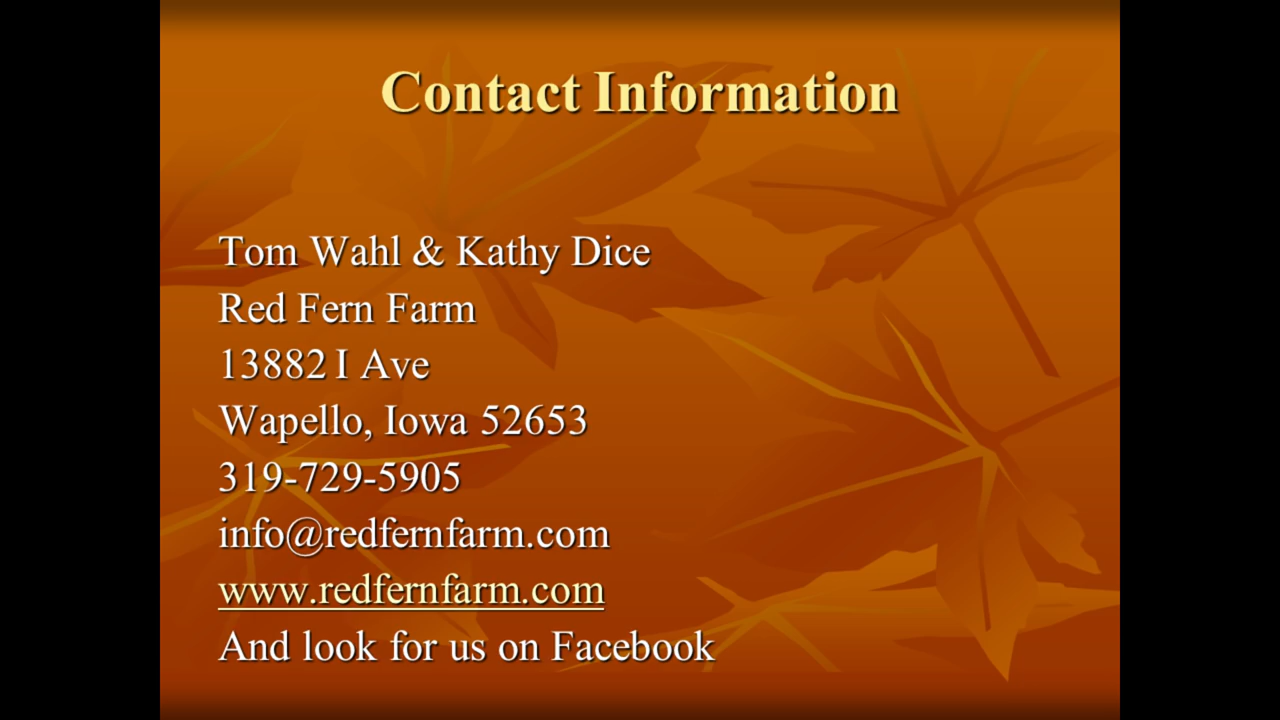 Contact Information
Tom Wahl & Kathy Dice
Red Fern Farm
13882 I Ave
Wapello, Iowa 52653
319-729-5905
info@redfernfarm.com
www.redfernfarm.com
And look for us on Facebook